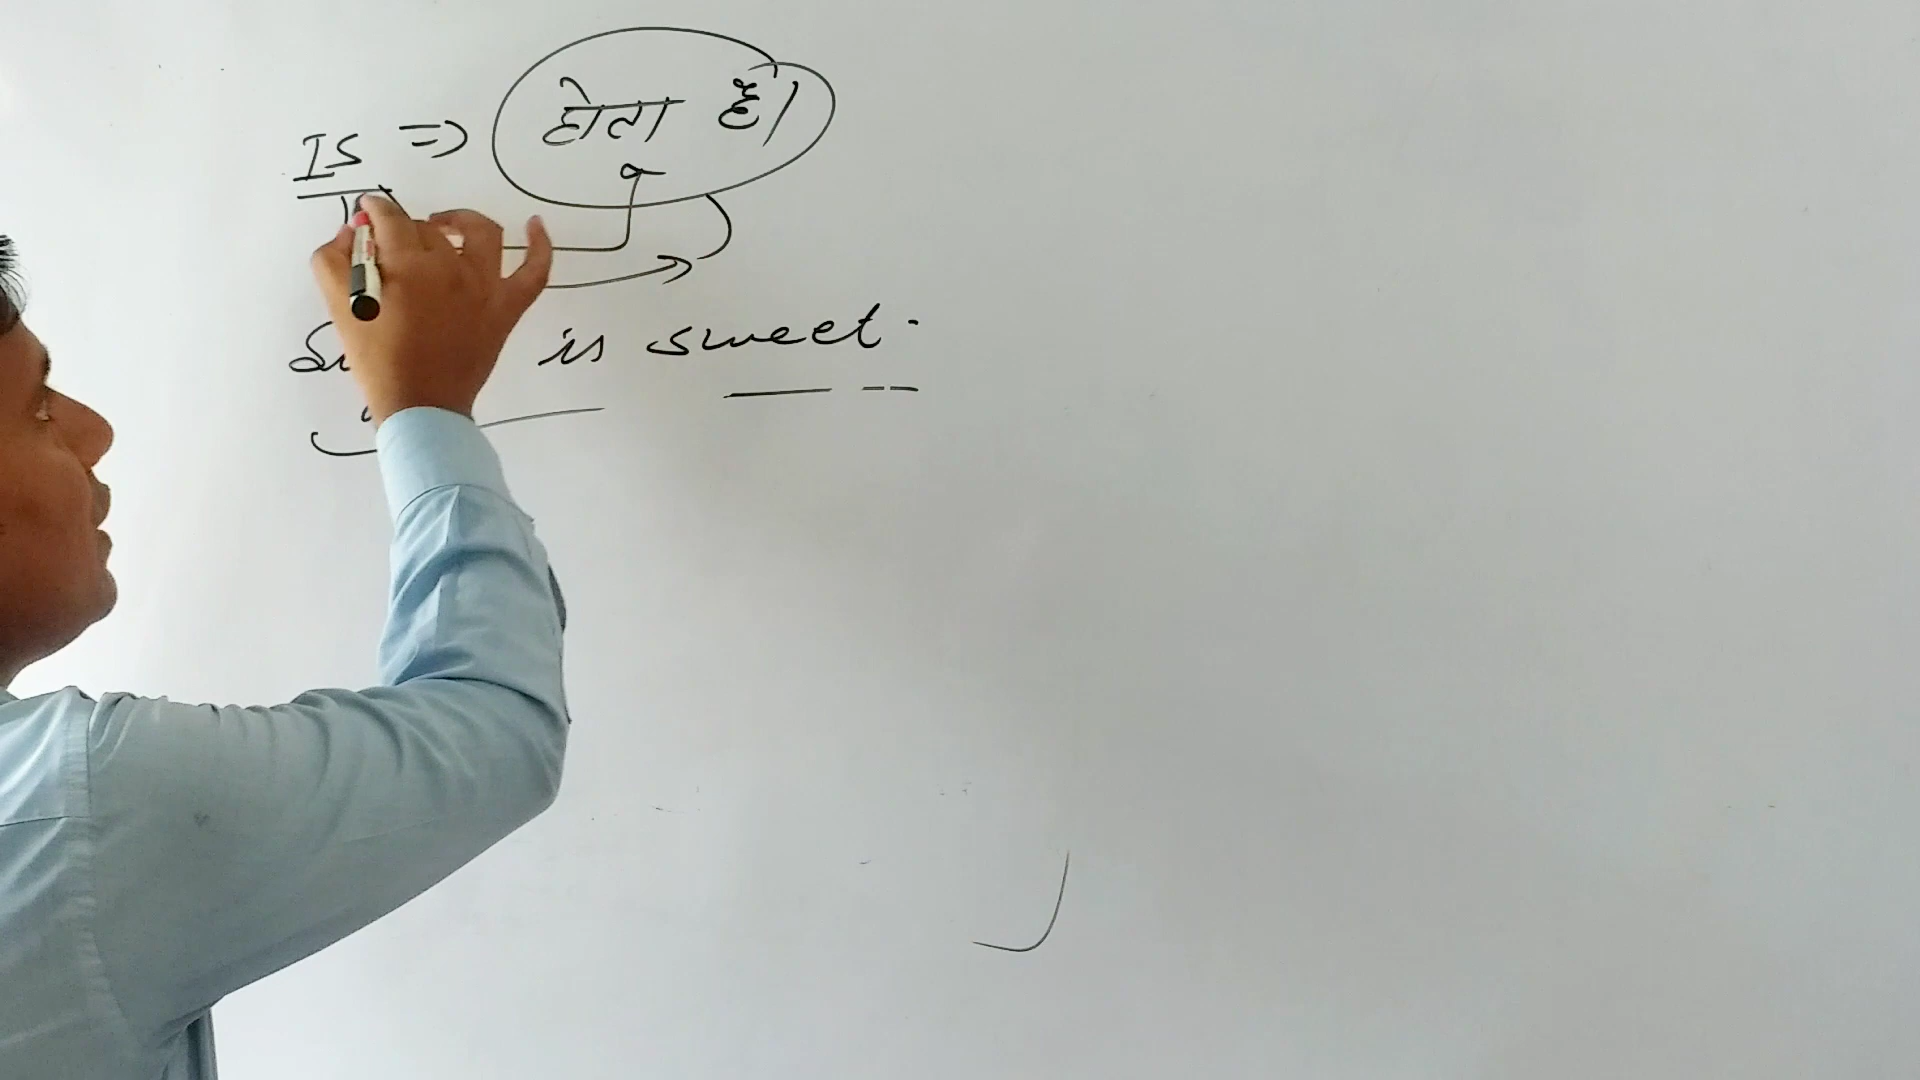 Is => होता है।
is sweet.